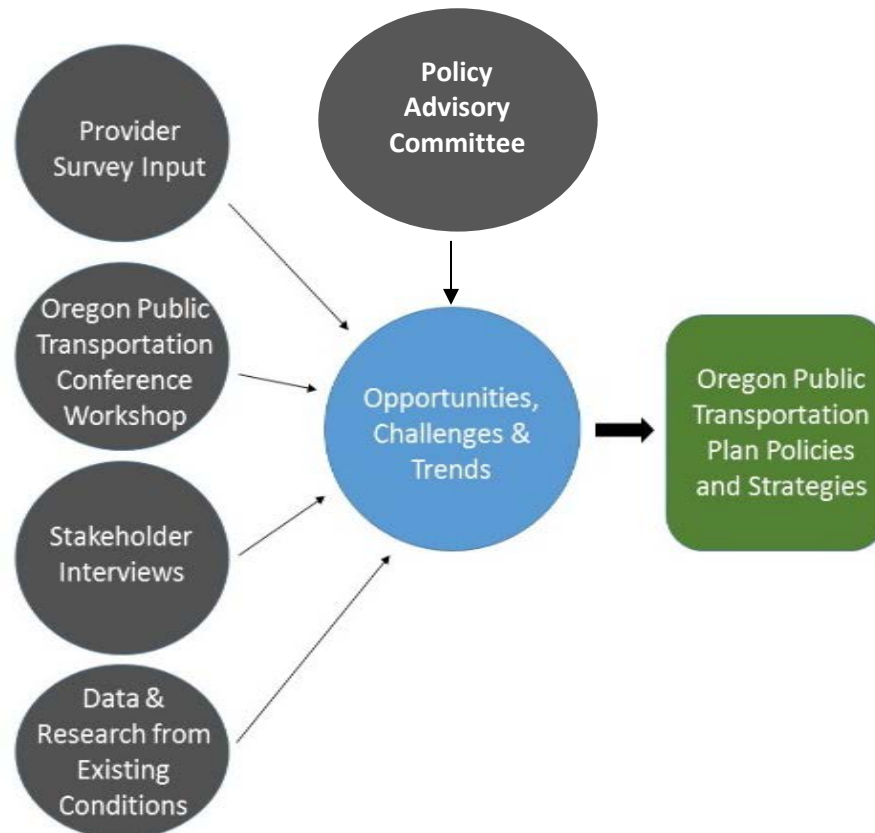 Policy
Advisory
Committee
Provider
Survey Input
Oregon Public
Transportation
Conference
Workshop
Stakeholder
Interviews
Data &
Research from
Existing
Conditions
Opportunities,
Challenges &
Trends
Oregon Public
Transportation
Plan Policies
and Strategies